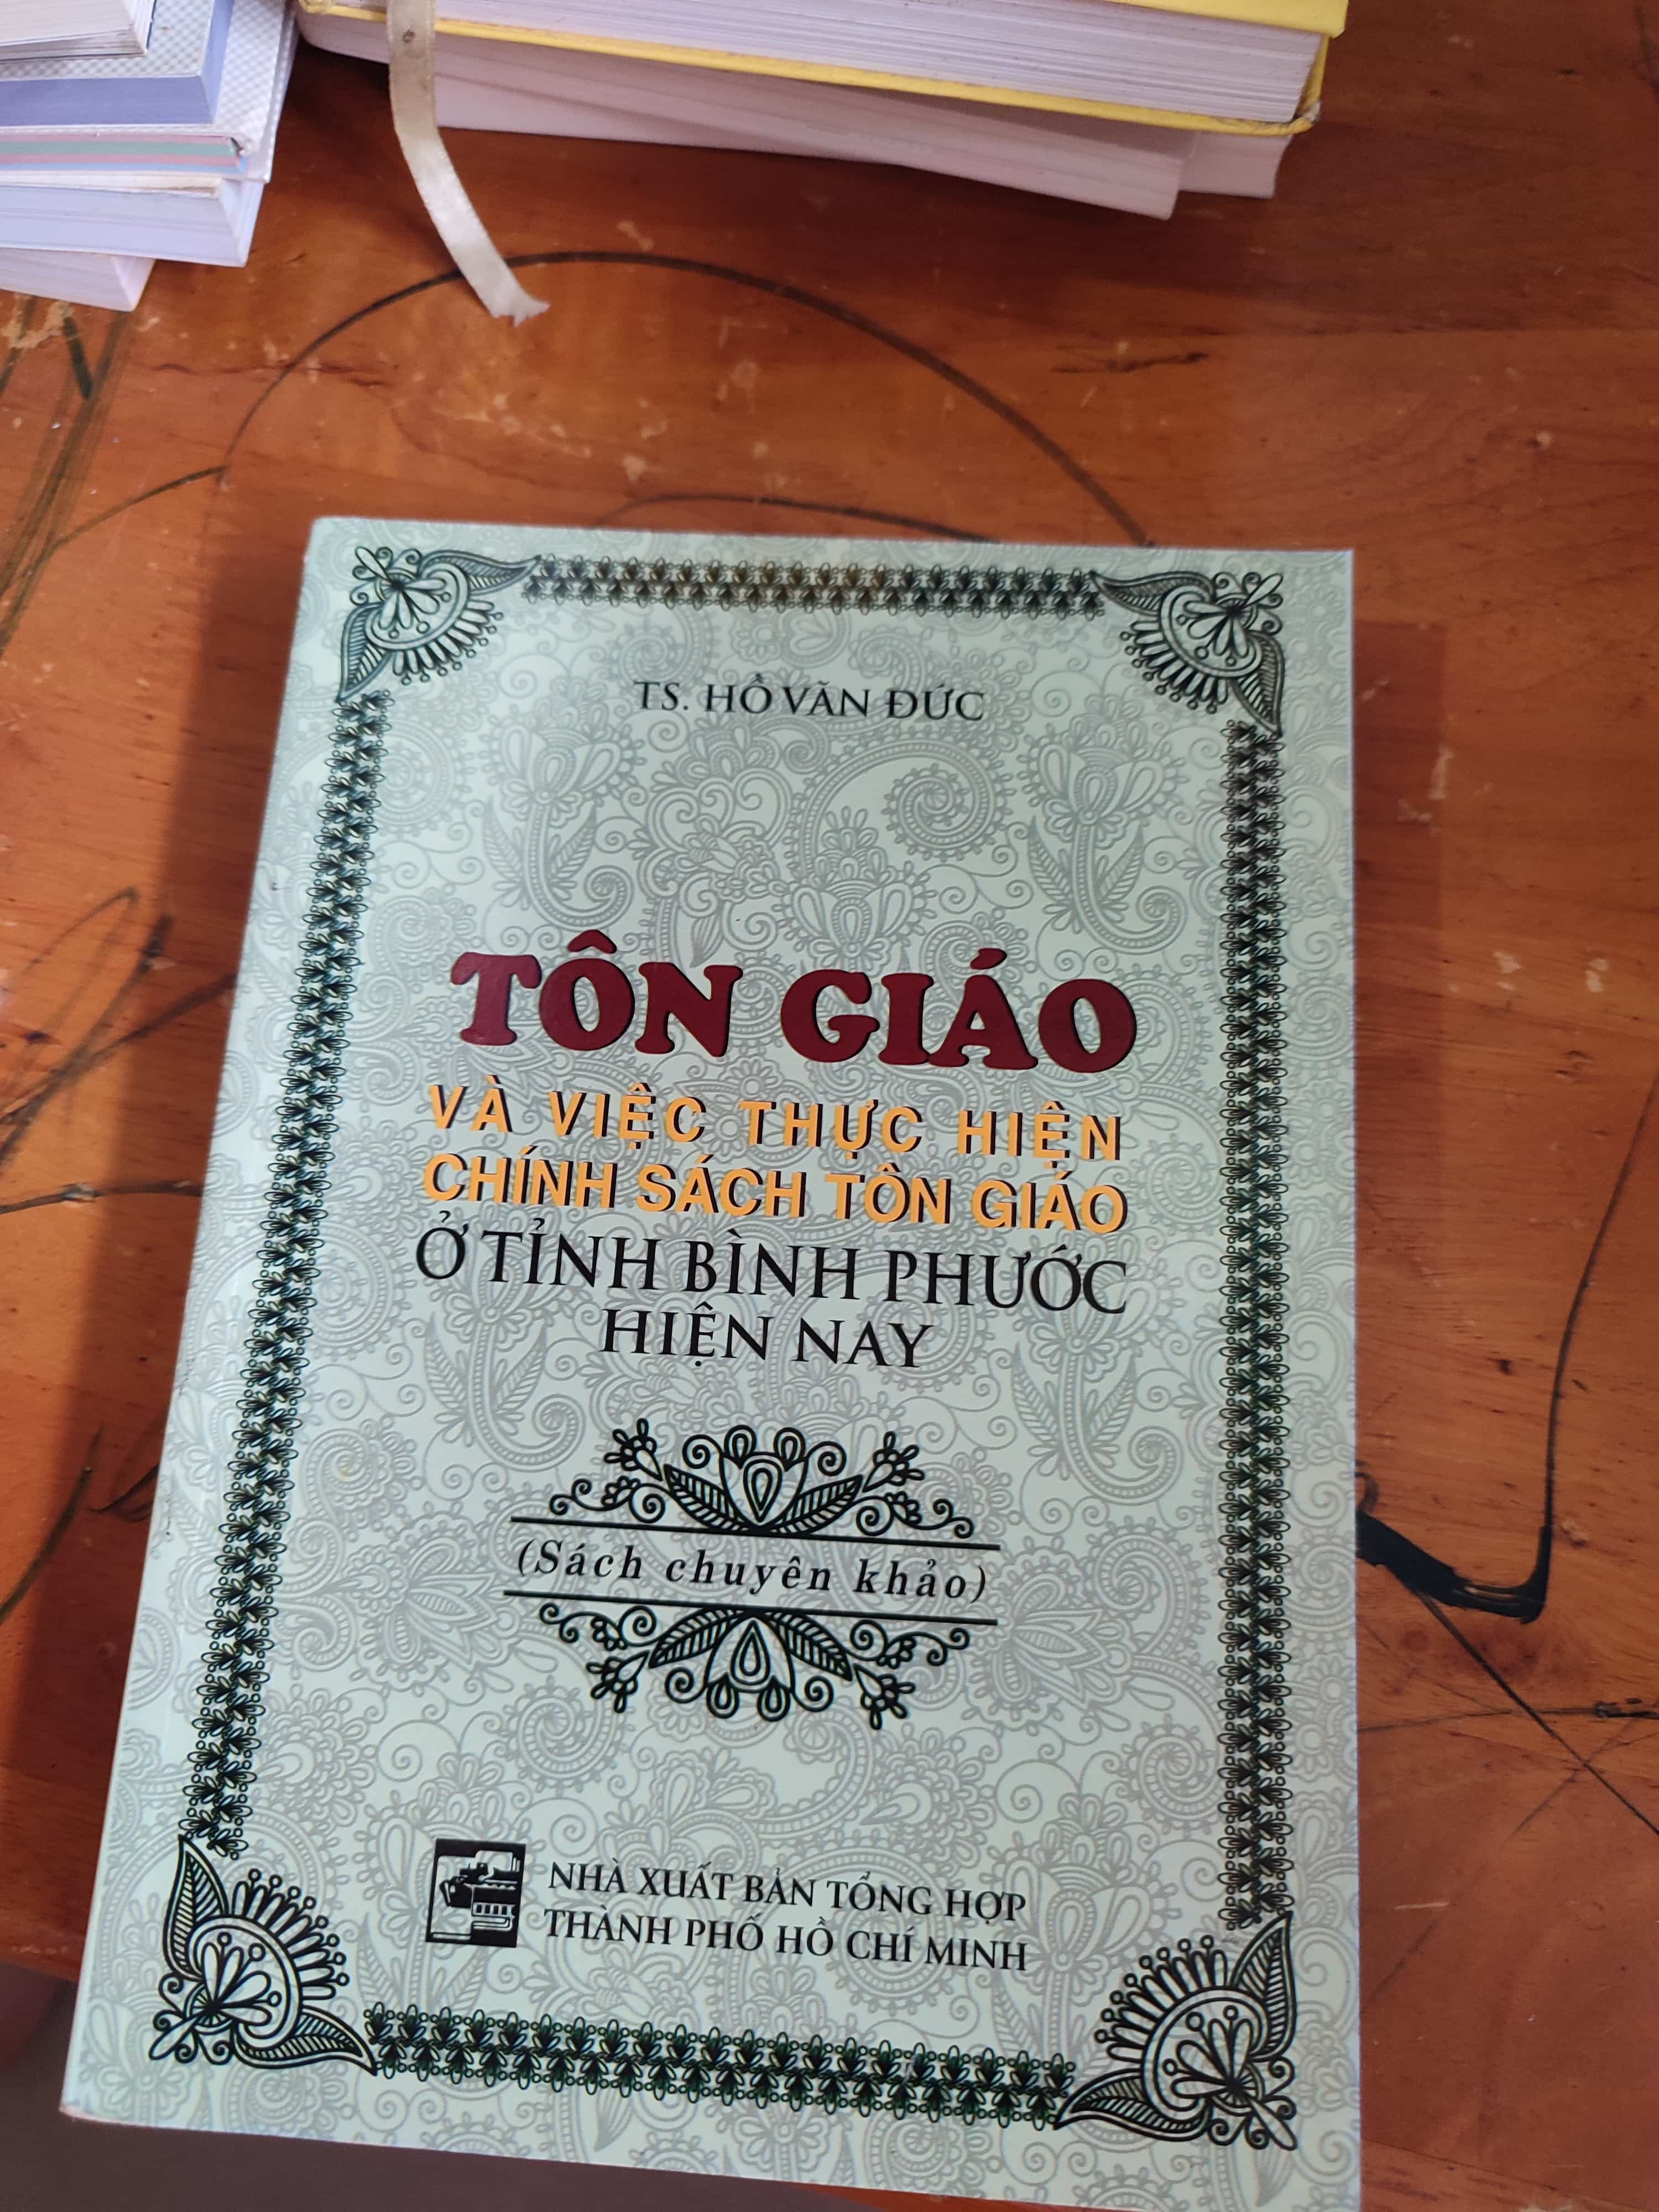 TS. HỒ VĂN ĐỨC
TÔN GIÁO
VÀ VIỆC THỰC HIỆN
CHÍNH SÁCH TÔN GIÁO
Ở TỈNH BÌNH PHƯỚC
HIỆN NAY
(Sách chuyên khảo)
NHÀ XUẤT BẢN TỔNG HỢP
THÀNH PHỐ HỒ CHÍ MINH